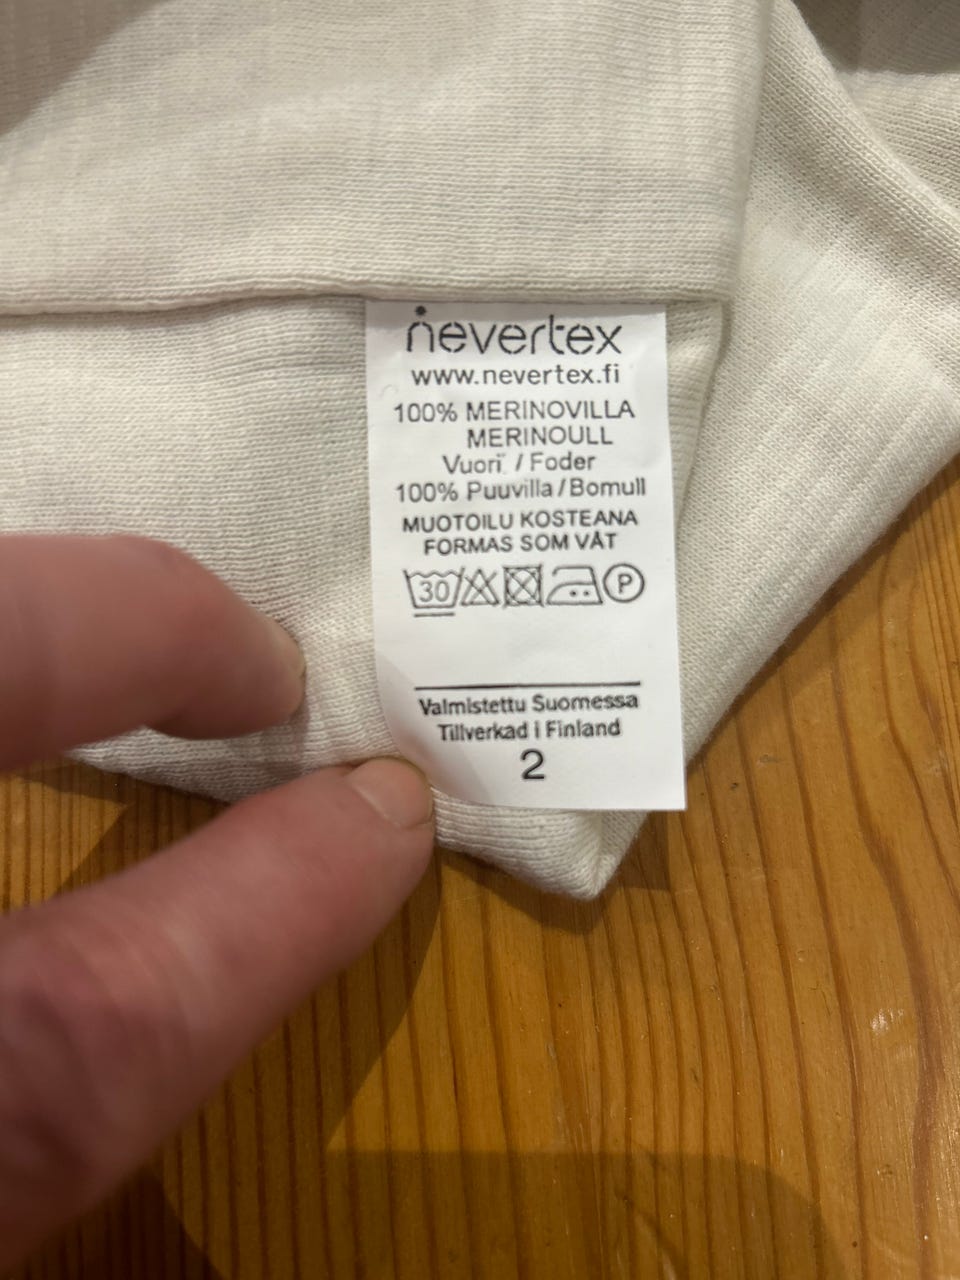 nevertex
www.nevertex.fi
100% MERINOVILLA
MERINOULL
Vuori / Foder
100% Puuvilla/Bomull
MUOTOILU KOSTEANA
FORMAS SOM VÅT
30 P
Valmistettu Suomessa
Tillverkad i Finland
2